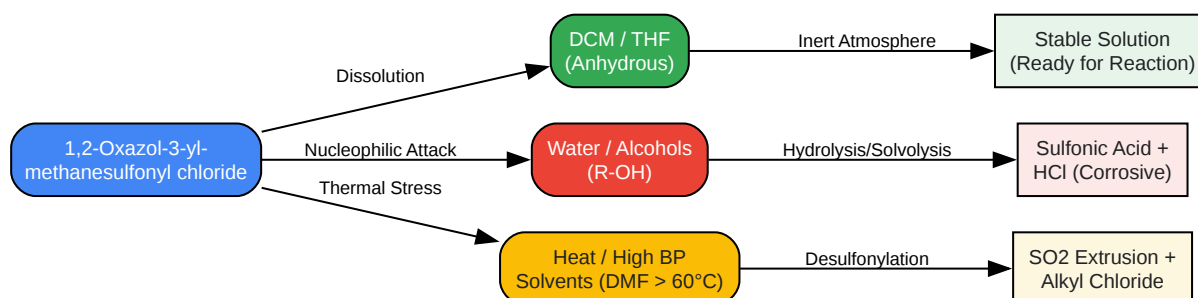 1,2-Oxazol-3-yl-
methanesulfonyl chloride
Dissolution
DCM / THF
(Anhydrous)
Inert Atmosphere
Stable Solution
(Ready for Reaction)
Nucleophilic Attack
Water / Alcohols
(R-OH)
Hydrolysis/Solvolysis
Sulfonic Acid +
HCl (Corrosive)
Thermal Stress
Heat / High BP
Solvents (DMF > 60°C)
Desulfonylation
SO2 Extrusion +
Alkyl Chloride